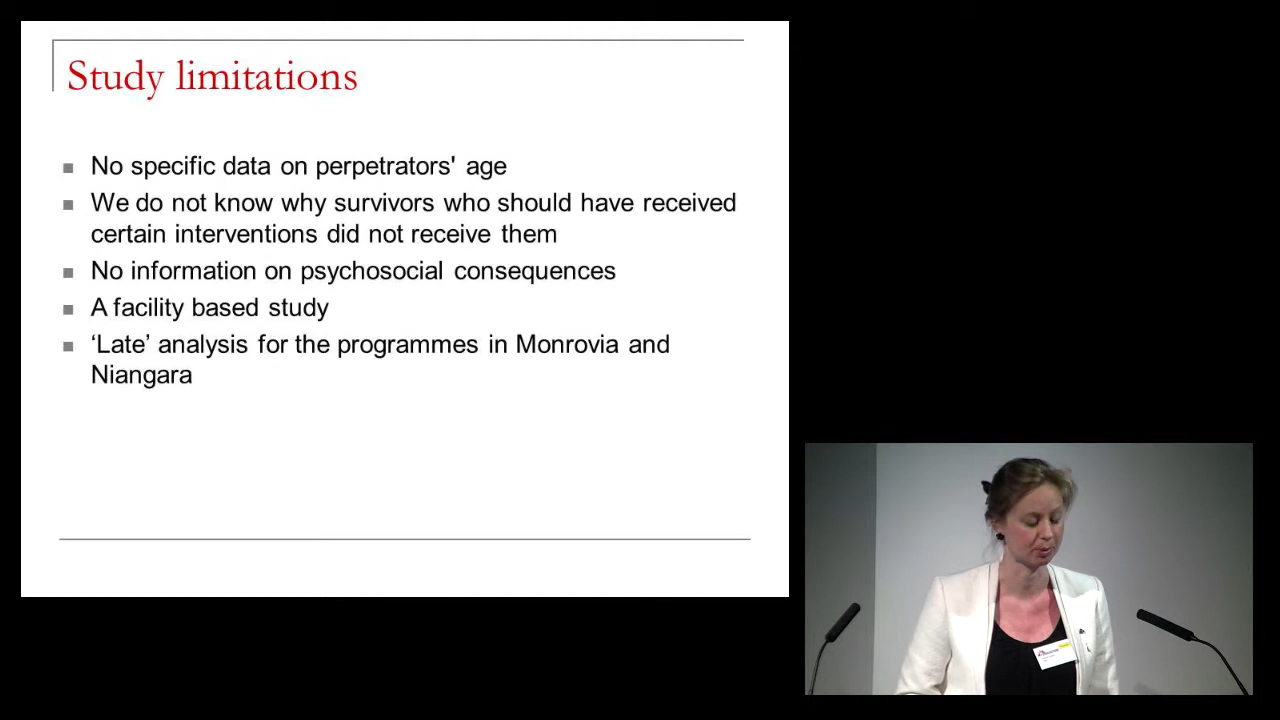 Study limitations
No specific data on perpetrators' age
We do not know why survivors who should have received
certain interventions did not receive them
No information on psychosocial consequences
A facility based study
‘Late’ analysis for the programmes in Monrovia and
Niangara